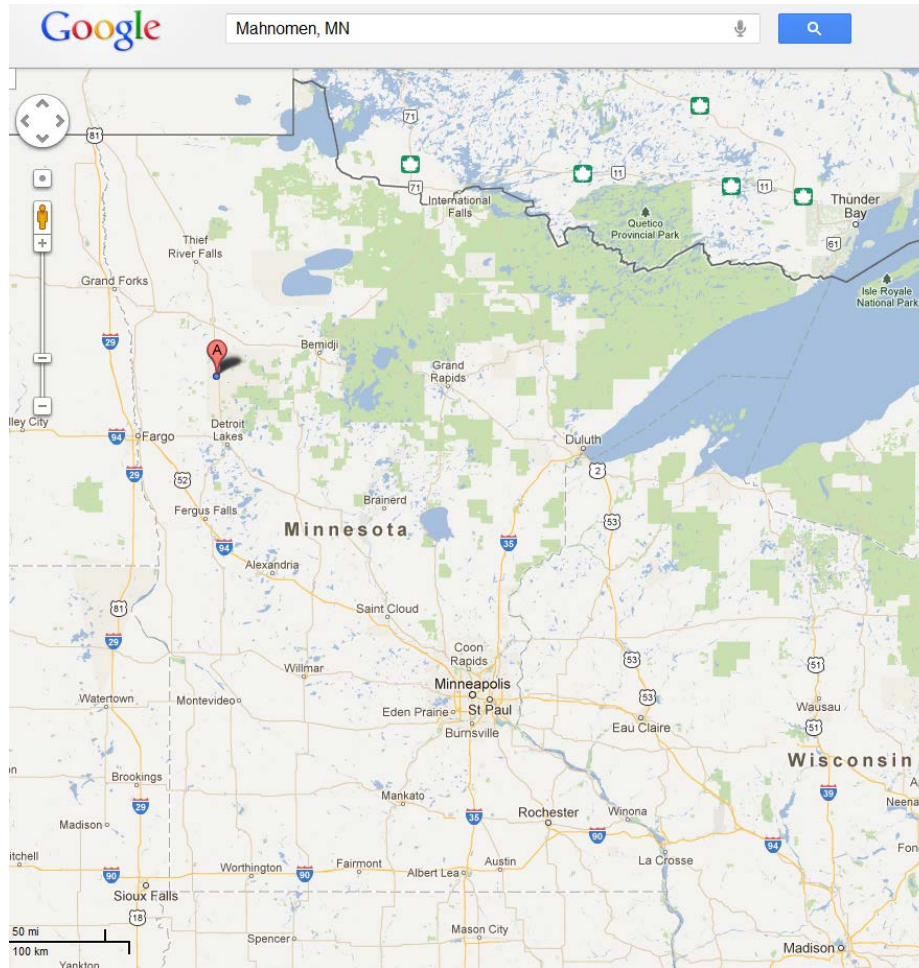 Google
Mahnomen, MN
81
71
71
11
11
International
Falls
Quetico
Provincial Park
Thunder
Bay
61
Isle Royale
National Park
Thief
River Falls
Grand Forks
29
A
Bemidji
Grand
Rapids
Detroit
Lakes
lley City
94
Fargo
29
52
Duluth
2
53
Fergus Falls
Brainerd
Minnesota
94
35
Alexandria
81
29
Saint Cloud
Coon
Rapids
53
51
Willmar
Minneapolis
St Paul
53
Watertown
Montevideo
Eden Prairie
Burnsville
Eau Claire
Wausau
51
Wisconsin
Brookings
29
Mankato
39
A
Neena
Madison
35
Rochester
Winona
90
94
Fon
itchell
90
Worthington
90
Fairmont
Albert Lea
Austin
La Crosse
Sioux Falls
18
50 mi
100 km
Spencer
Mason City
Madison
Yankton